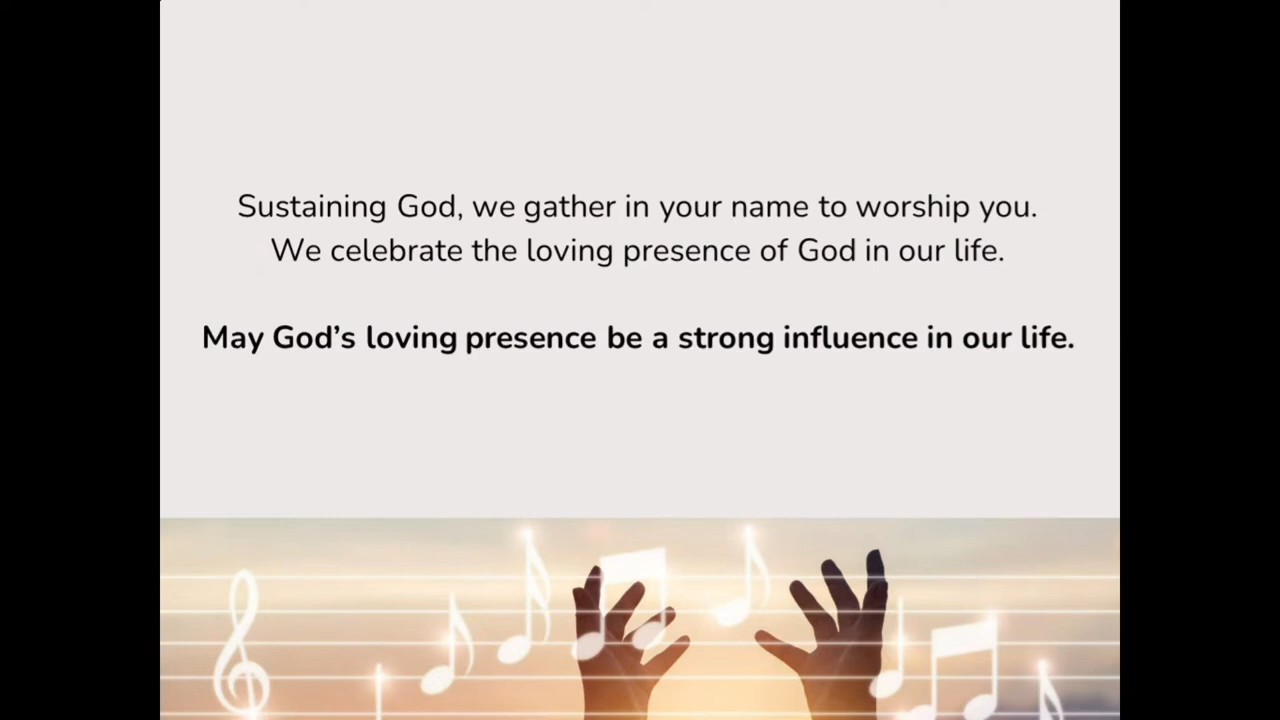 Sustaining God, we gather in your name to worship you.
We celebrate the loving presence of God in our life.
May God’s loving presence be a strong influence in our life.